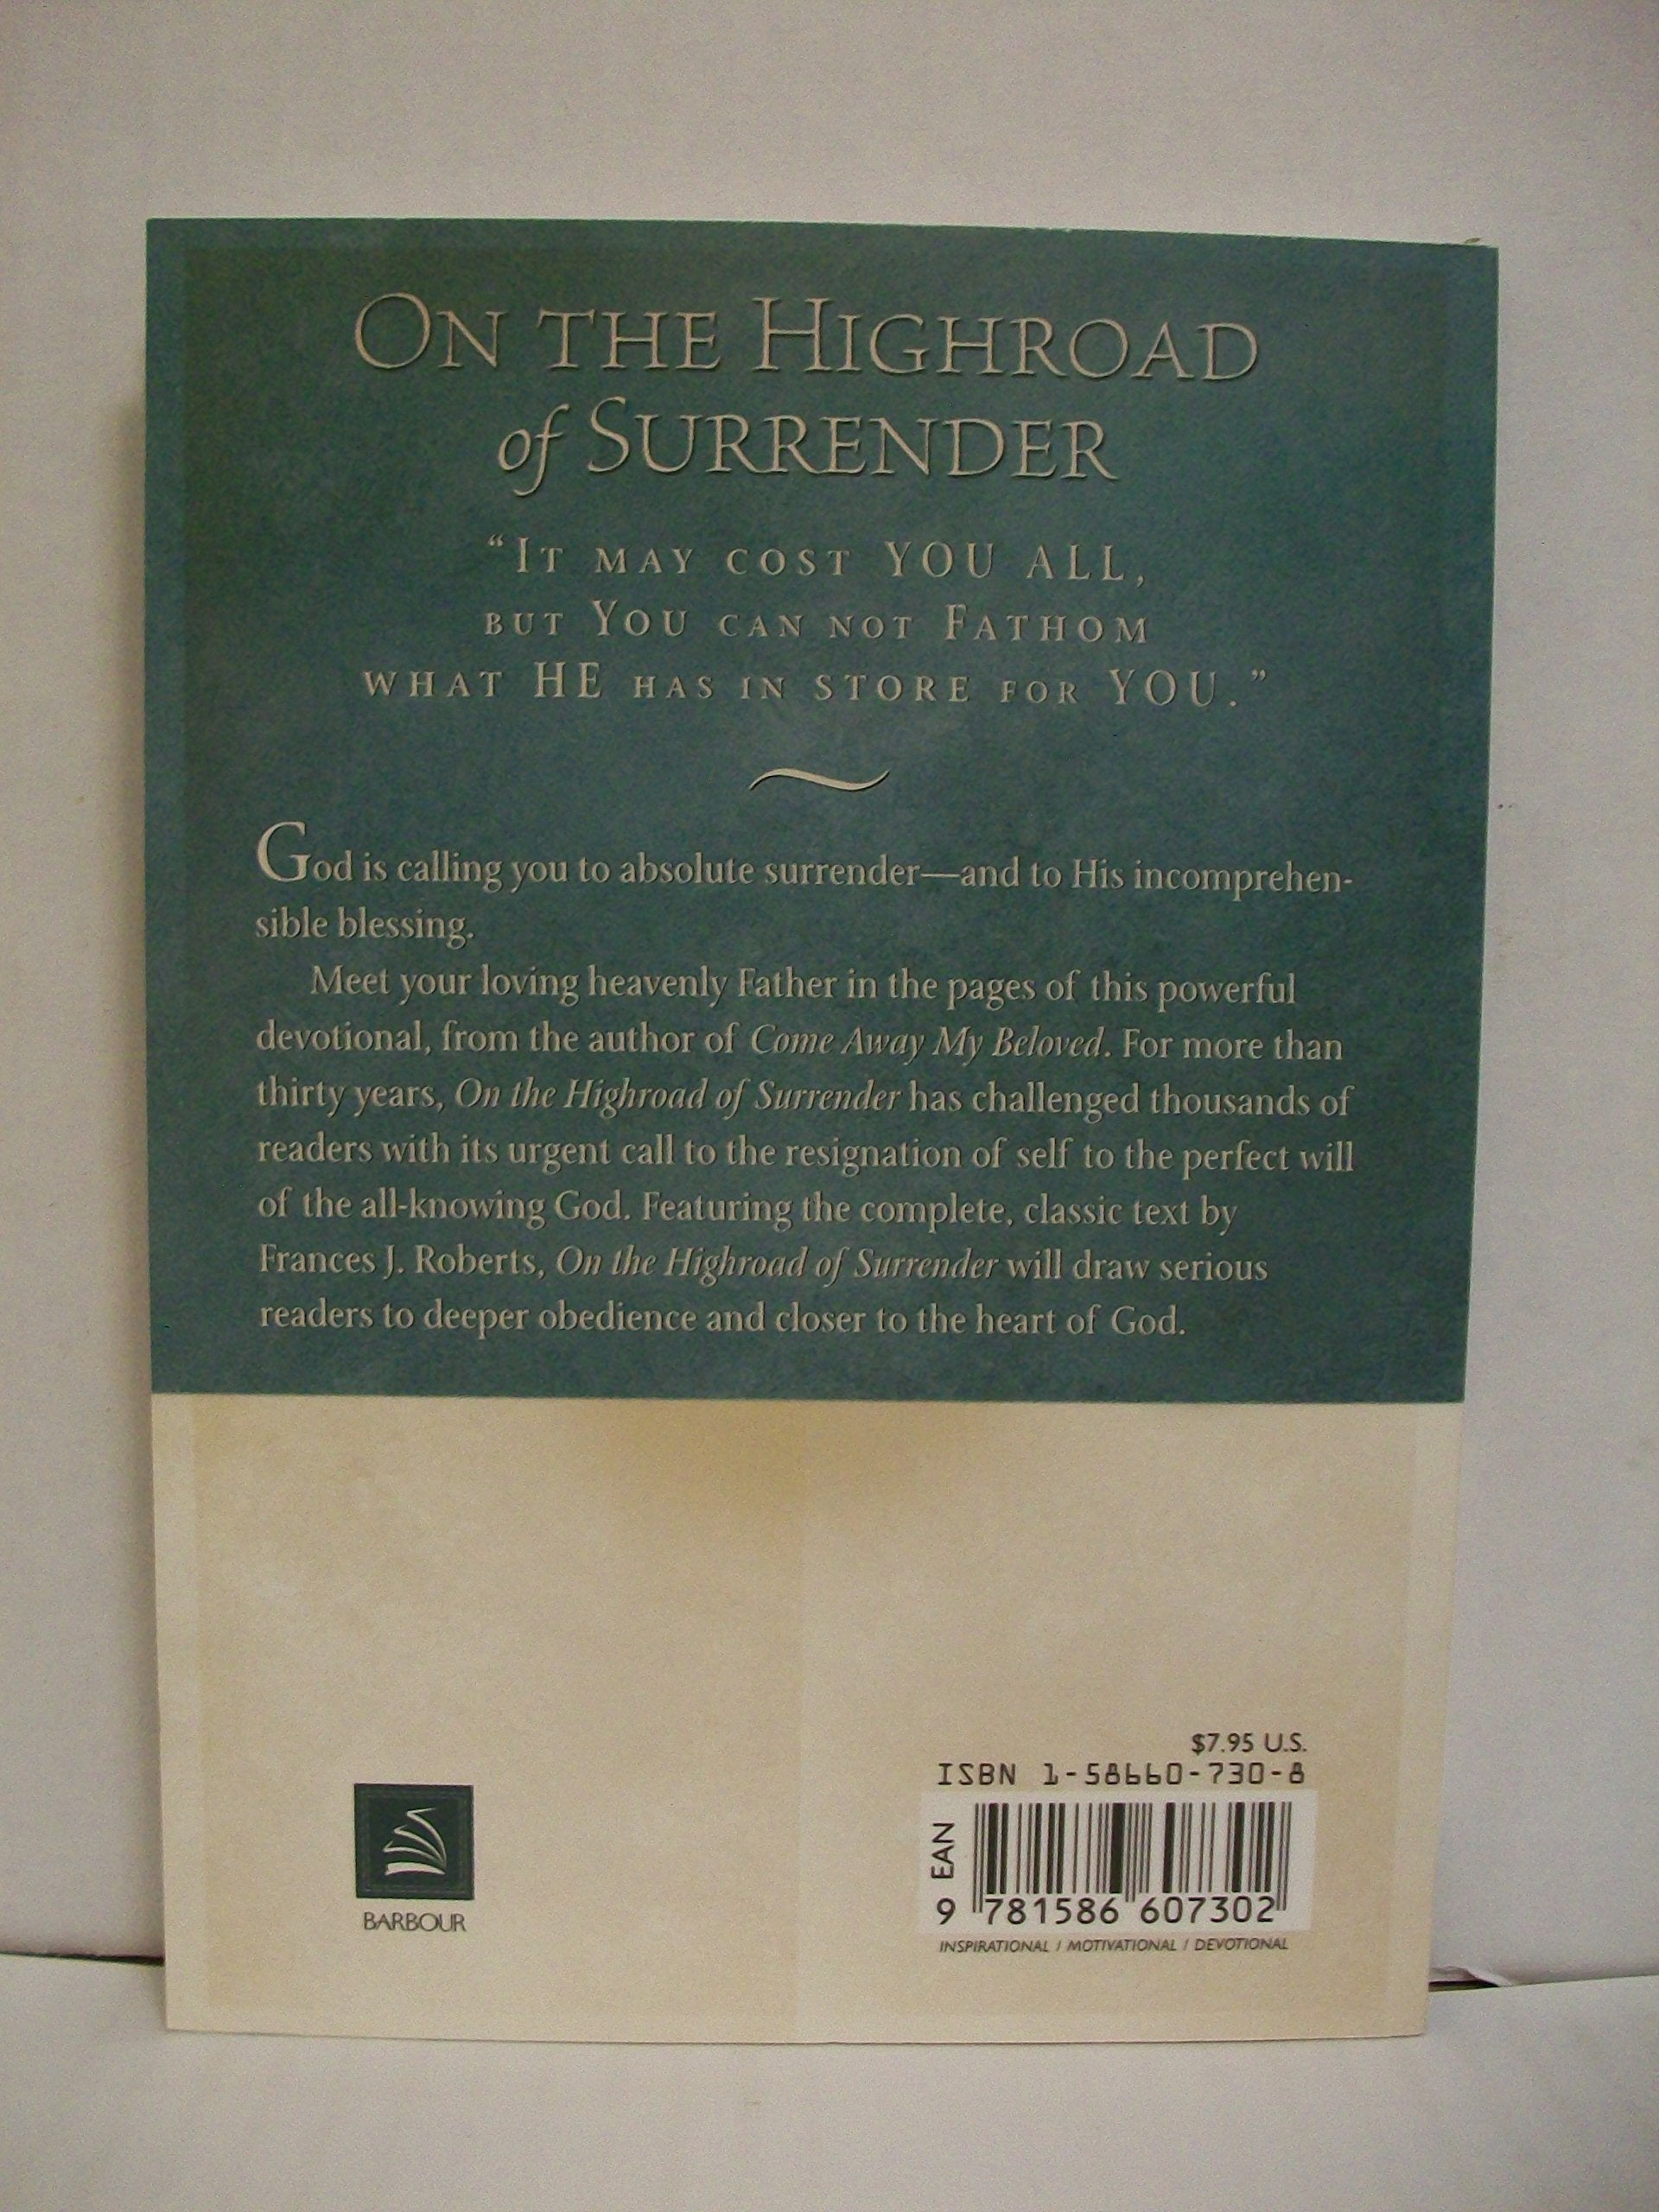 ON THE HIGHROAD
of SURRENDER
“IT MAY COST YOU ALL,
BUT YOU CAN NOT FATHOM
WHAT HE HAS IN STORE FOR YOU.”
God is calling you to absolute surrender—and to His incomprehen-
sible blessing.
Meet your loving heavenly Father in the pages of this powerful
devotional, from the author of Come Away My Beloved. For more than
thirty years, On the Highroad of Surrender has challenged thousands of
readers with its urgent call to the resignation of self to the perfect will
of the all-knowing God. Featuring the complete, classic text by
Frances J. Roberts, On the Highroad of Surrender will draw serious
readers to deeper obedience and closer to the heart of God.
$7.95 U.S.
ISBN 1-58660-730-8
EAN
9 781586 607302
INSPIRATIONAL / MOTIVATIONAL / DEVOTIONAL
BARBOUR